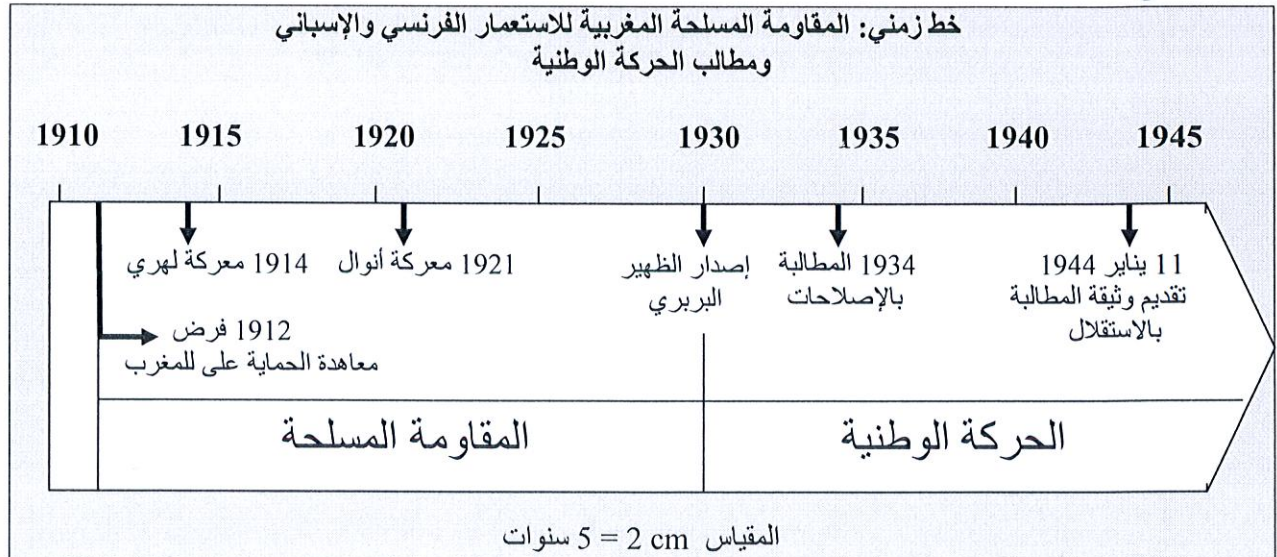 خط زمني: المقاومة المسلحة المغربية للاستعمار الفرنسي والإسباني
ومطالب الحركة الوطنية
1910 1915 1920 1925 1930 1935 1940 1945
1914 معركة لهري
1921 معركة أنوال
إصدار الظهير
البربري
1934 المطالبة
بالإصلاحات
11 يناير 1944
تقديم وثيقة المطالبة
بالاستقلال
1912 فرض
معاهدة الحماية على للمغرب
المقاومة المسلحة
الحركة الوطنية
المقياس 2 cm = 5 سنوات